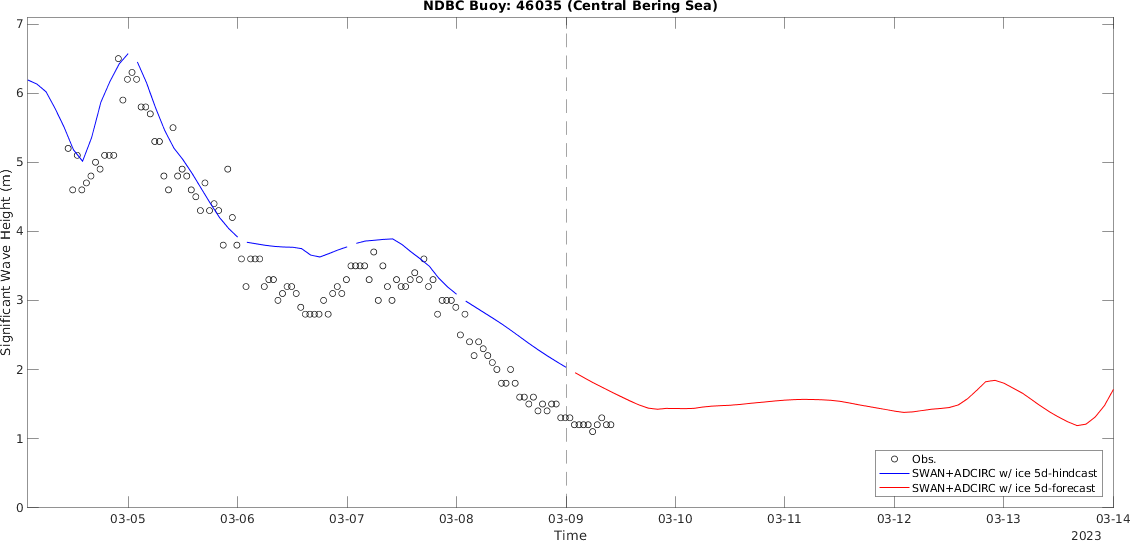 NDBC Buoy: 46035 (Central Bering Sea)
Significant Wave Height (m)
7
6
5
4
3
2
1
0
Obs.
SWAN+ADCIRC w/ ice 5d-hindcast
SWAN+ADCIRC w/ ice 5d-forecast
03-05 03-06 03-07 03-08 03-09 03-10 03-11 03-12 03-13 03-14
Time
2023